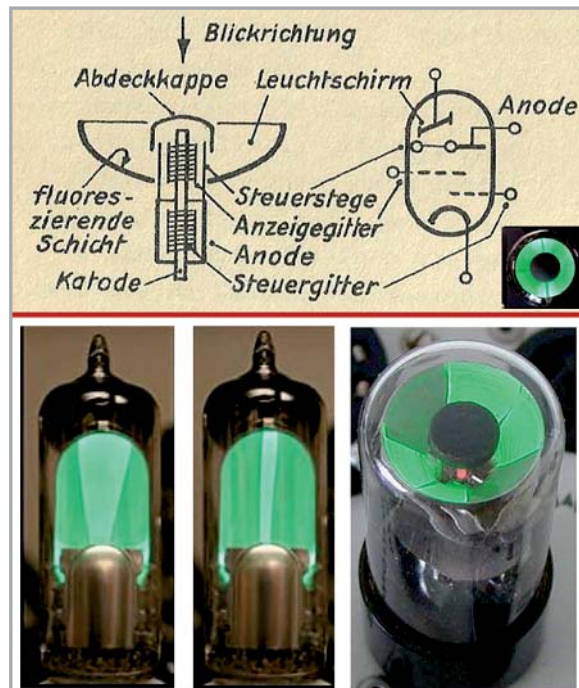 Blickrichtung
Abdeckkappe
Leuchtschirm
Anode
fluores-
zierende
Schicht
Steuerstege
Anzeigegitter
Anode
Katode
Steuergitter